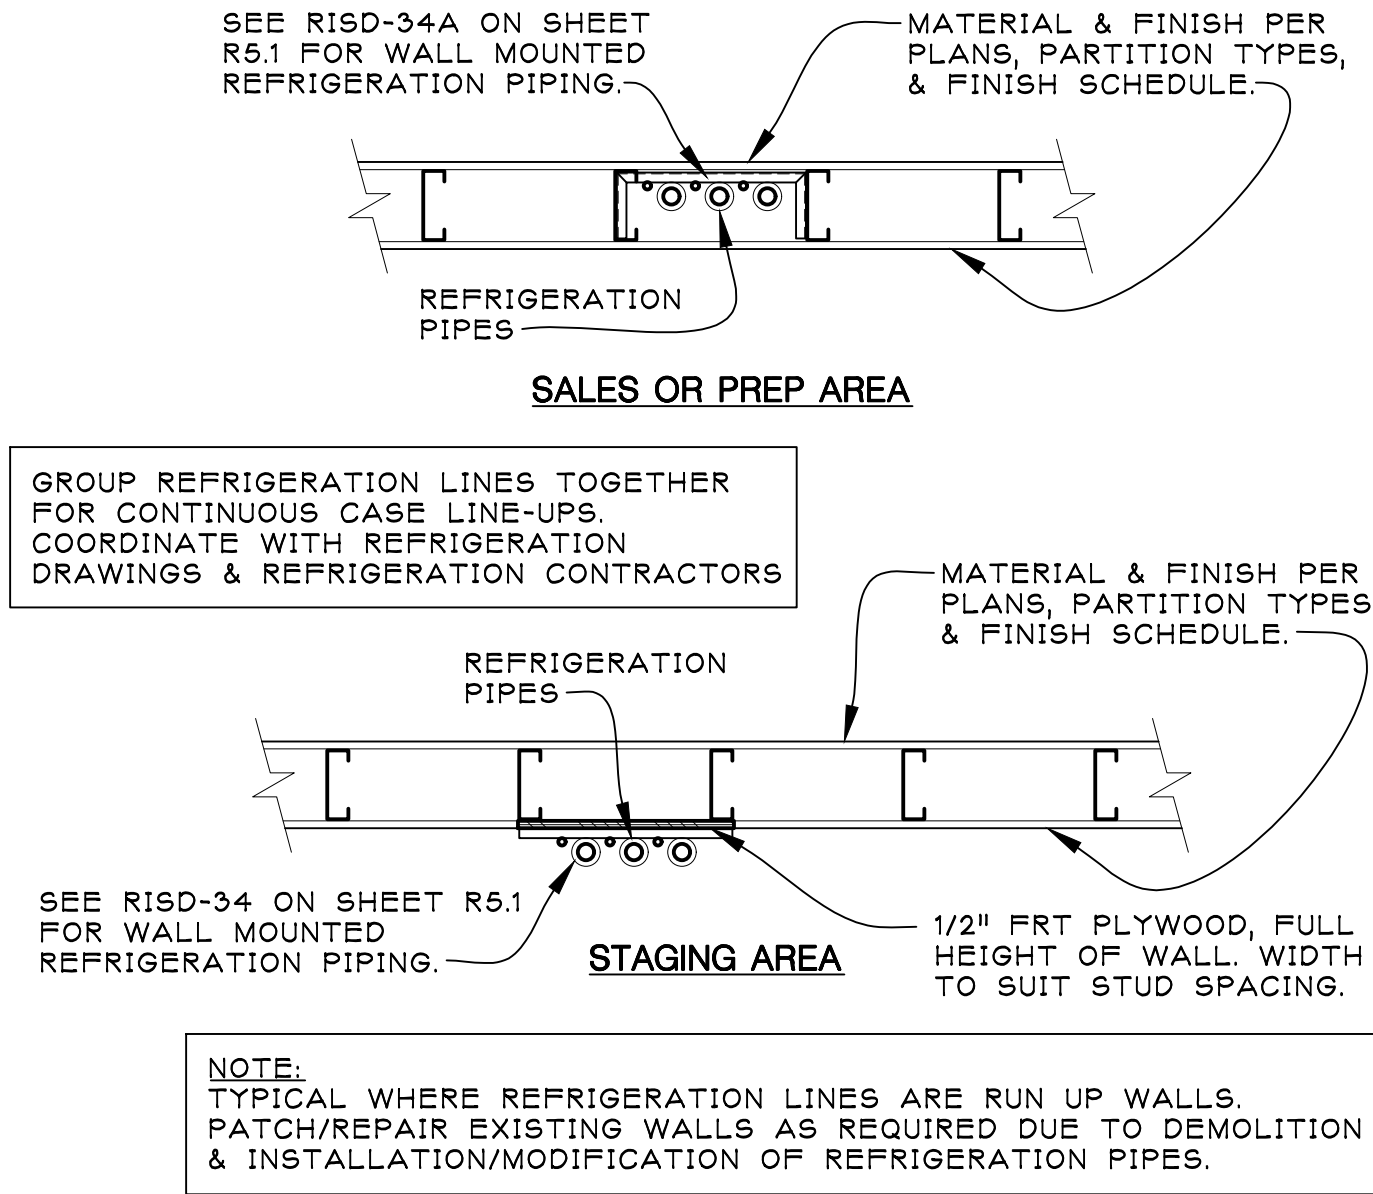 SEE RISD-34A ON SHEET
R5.1 FOR WALL MOUNTED
REFRIGERATION PIPING.
MATERIAL & FINISH PER
PLANS, PARTITION TYPES,
& FINISH SCHEDULE.
REFRIGERATION
PIPES
SALES OR PREP AREA
GROUP REFRIGERATION LINES TOGETHER
FOR CONTINUOUS CASE LINE-UPS.
COORDINATE WITH REFRIGERATION
DRAWINGS & REFRIGERATION CONTRACTORS
MATERIAL & FINISH PER
PLANS, PARTITION TYPES
& FINISH SCHEDULE.
REFRIGERATION
PIPES
SEE RISD-34 ON SHEET R5.1
FOR WALL MOUNTED
REFRIGERATION PIPING.
STAGING AREA
1/2" FRT PLYWOOD, FULL
HEIGHT OF WALL. WIDTH
TO SUIT STUD SPACING.
NOTE:
TYPICAL WHERE REFRIGERATION LINES ARE RUN UP WALLS.
PATCH/REPAIR EXISTING WALLS AS REQUIRED DUE TO DEMOLITION
& INSTALLATION/MODIFICATION OF REFRIGERATION PIPES.